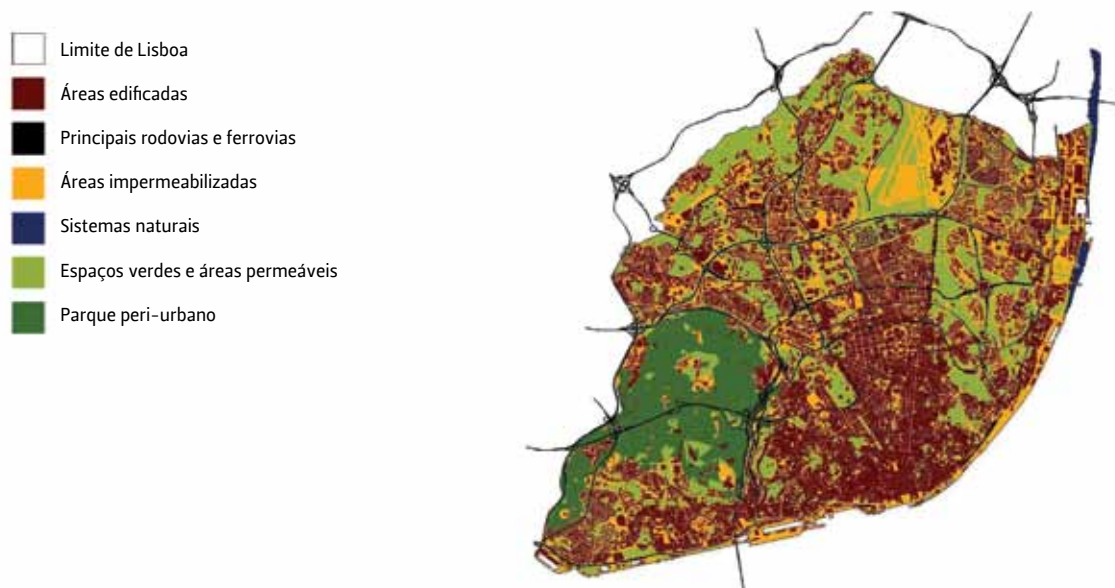 Limite de Lisboa
Áreas edificadas
Principais rodovias e ferrovias
Áreas impermeabilizadas
Sistemas naturais
Espaços verdes e áreas permeáveis
Parque peri-urbano